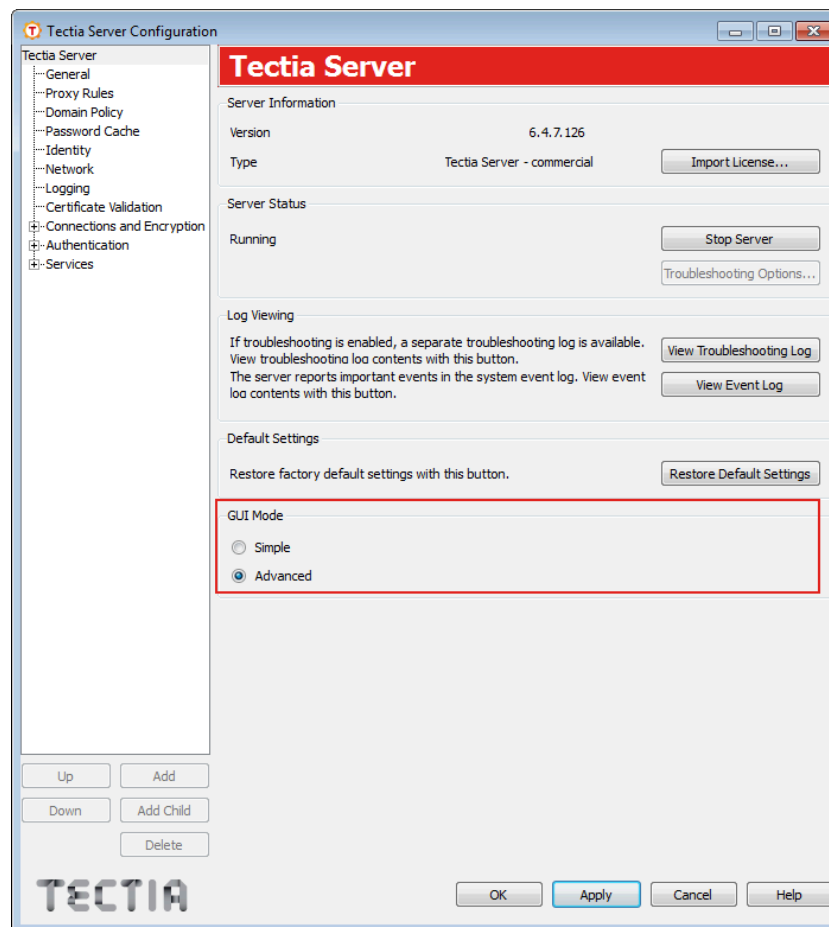 Tectia Server Configuration
Tectia Server
General
Proxy Rules
Domain Policy
Password Cache
Identity
Network
Logging
Certificate Validation
Connections and Encryption
Authentication
Services
Up
Add
Down
Add Child
Delete
TECTIA
Tectia Server
Server Information
Version 6.4.7.126
Type Tectia Server - commercial Import License...
Server Status
Running Stop Server
Troubleshooting Options...
Log Viewing
If troubleshooting is enabled, a separate troubleshooting log is available.
View troubleshooting log contents with this button.
View Troubleshooting Log
The server reports important events in the system event log. View event
log contents with this button.
View Event Log
Default Settings
Restore factory default settings with this button. Restore Default Settings
GUI Mode
Simple
Advanced
OK Apply Cancel Help